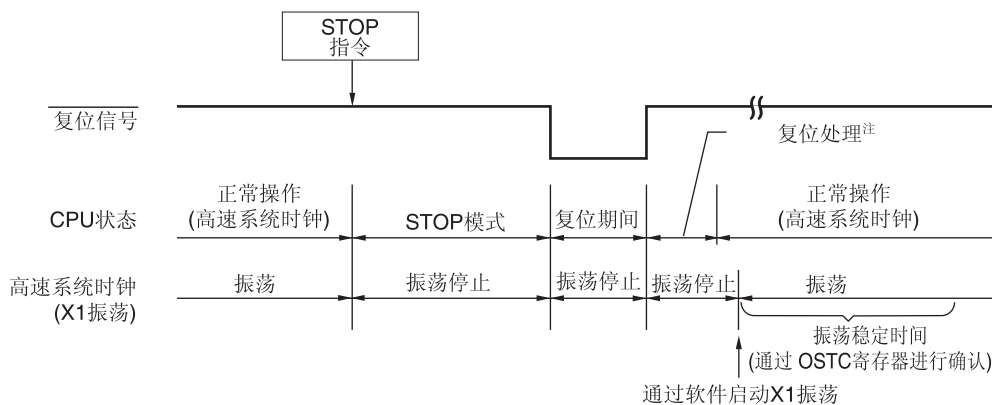 STOP
指令
复位信号
复位处理注
CPU状态
正常操作
(高速系统时钟)
STOP模式
复位期间
正常操作
(高速系统时钟)
高速系统时钟
(X1振荡)
振荡
振荡停止
振荡停止
振荡停止
振荡
振荡稳定时间
(通过 OSTC寄存器进行确认)
通过软件启动X1振荡